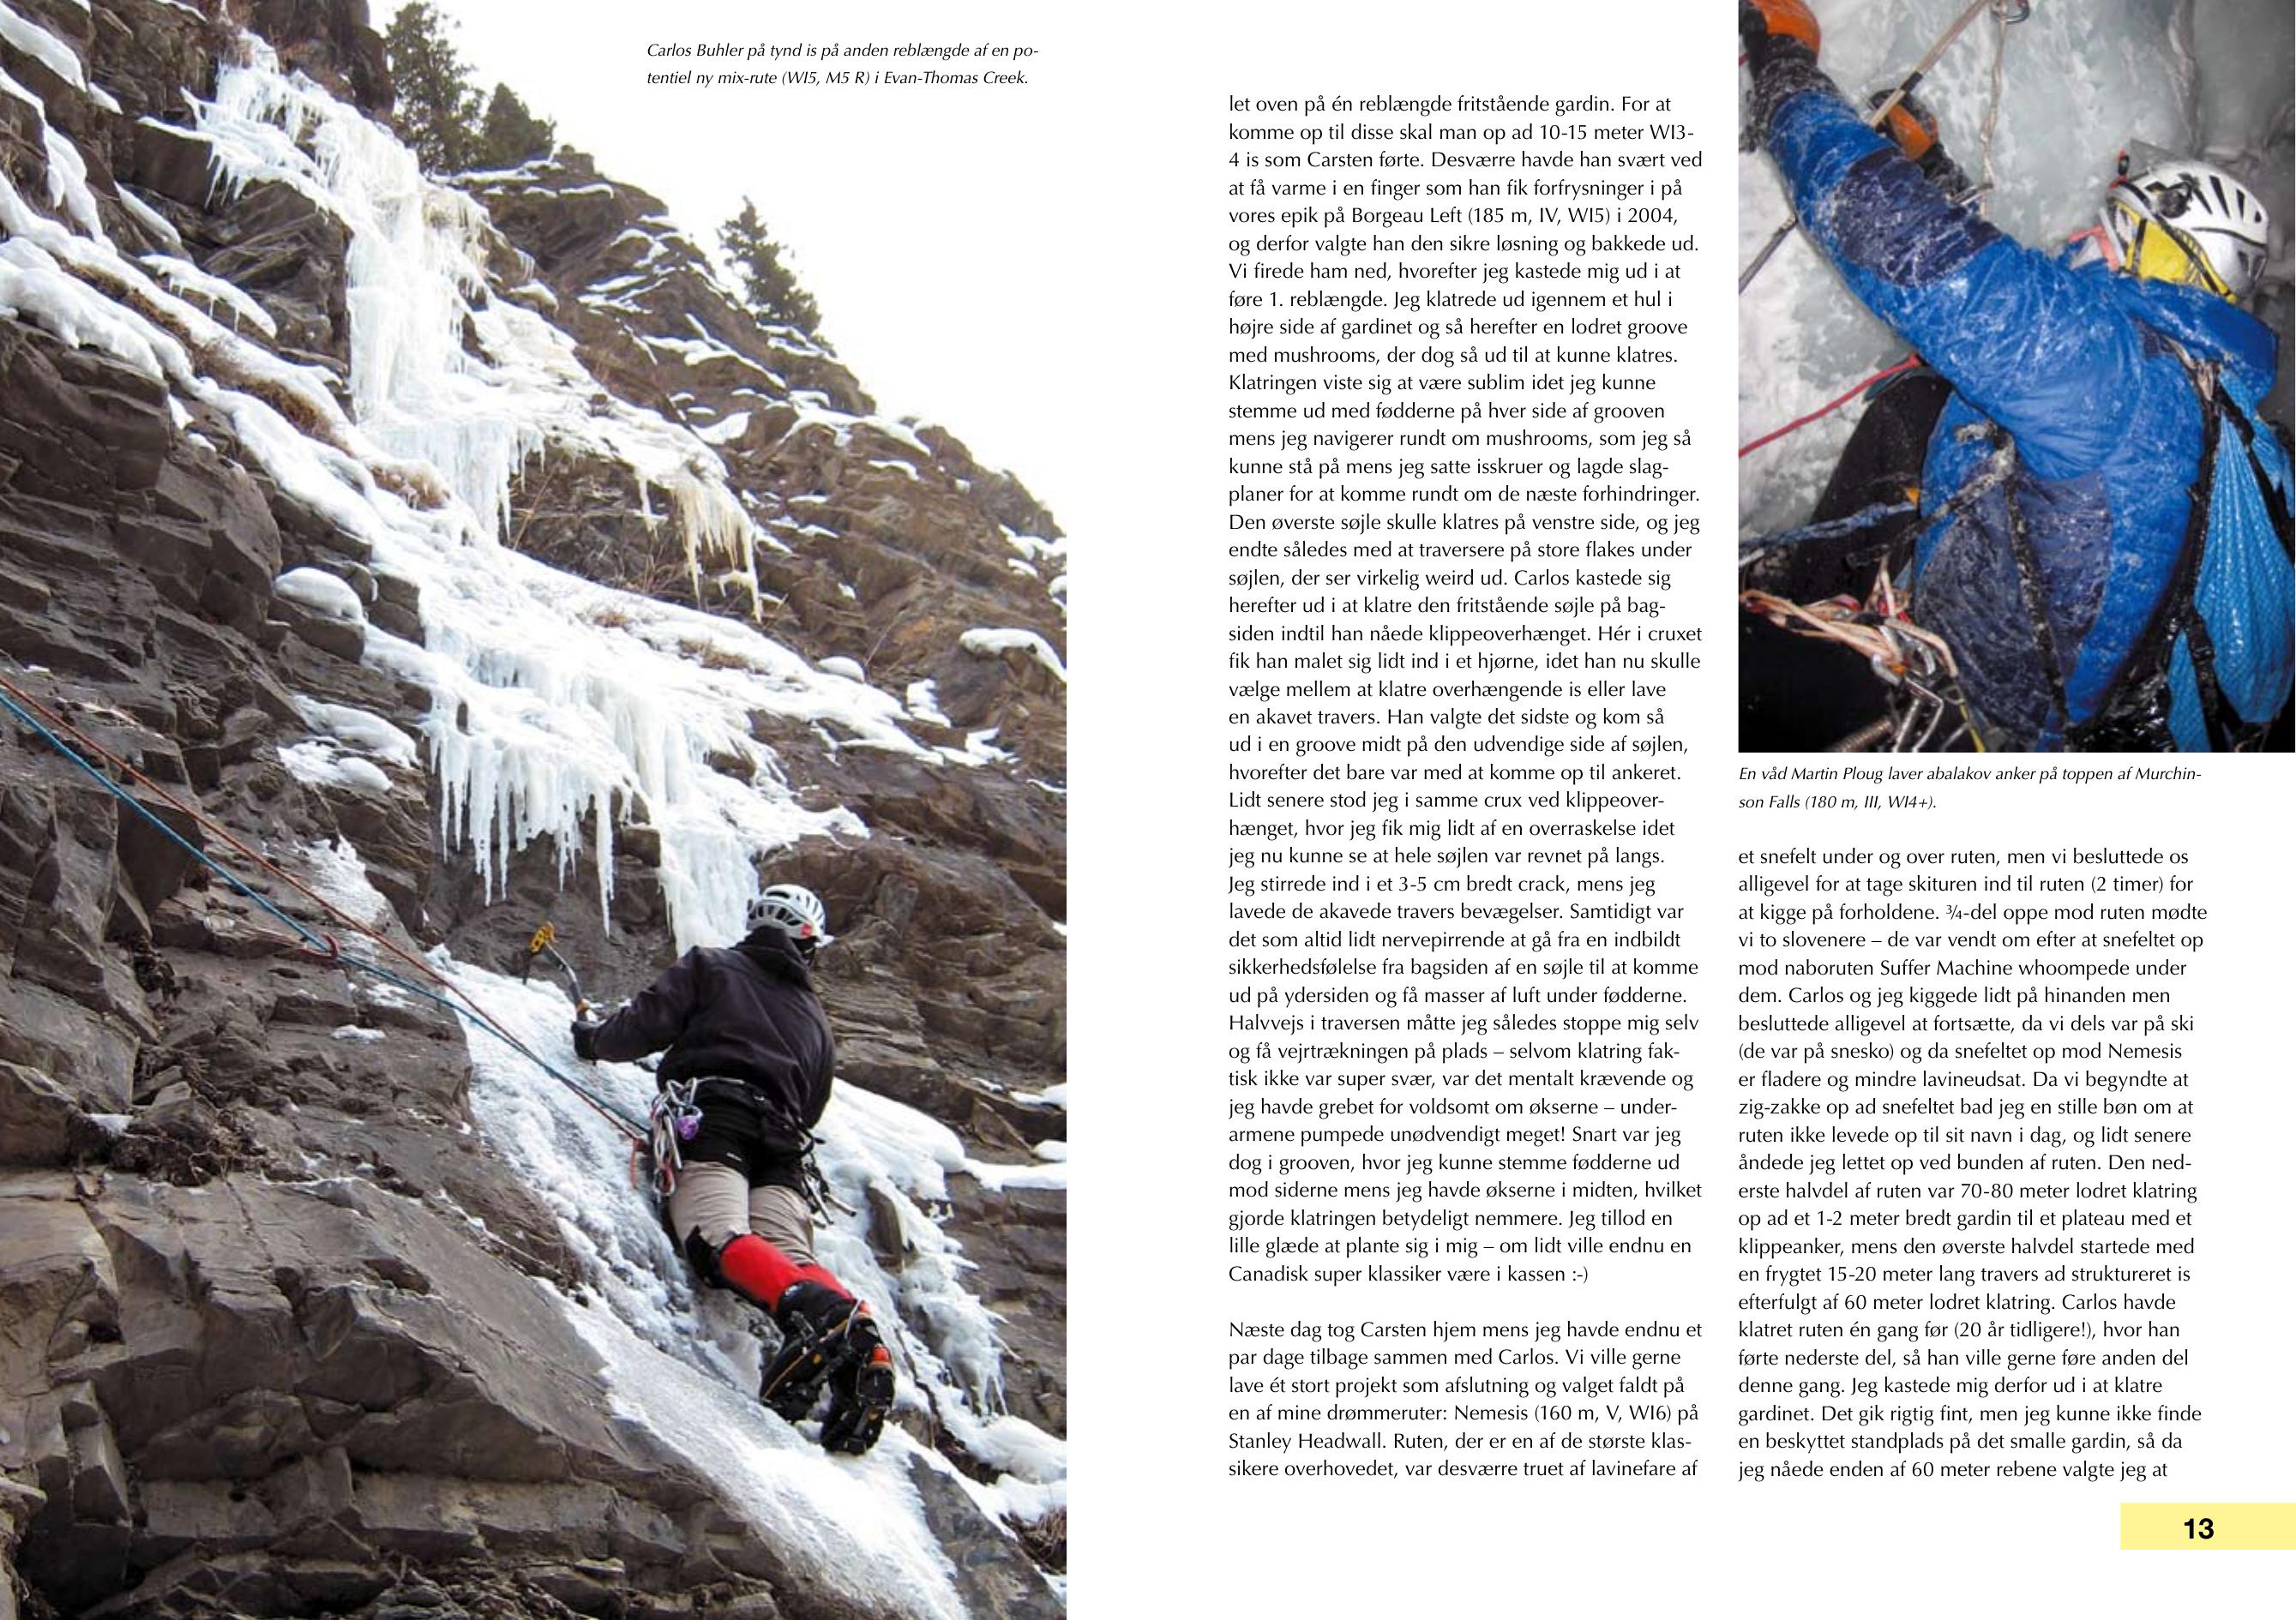 Carlos Buhler på tynd is på anden reblængde af en po-
tentiel ny mix-rute (WI5, M5 R) i Evan-Thomas Creek.
let oven på én reblængde fritstående gardin. For at
komme op til disse skal man op ad 10-15 meter WI3-
4 is som Carsten førte. Desværre havde han svært ved
at få varme i en finger som han fik forfrysninger i på
vores epik på Borgeau Left (185 m, IV, WI5) i 2004,
og derfor valgte han den sikre løsning og bakkede ud.
Vi firede ham ned, hvorefter jeg kastede mig ud i at
føre 1. reblængde. Jeg klatrede ud igennem et hul i
højre side af gardinet og så herefter en lodret groove
med mushrooms, der dog så ud til at kunne klatres.
Klatringen viste sig at være sublim idet jeg kunne
stemme ud med fødderne på hver side af grooven
mens jeg navigerer rundt om mushrooms, som jeg så
kunne stå på mens jeg satte isskruer og lagde slag-
planer for at komme rundt om de næste forhindringer.
Den øverste søjle skulle klatres på venstre side, og jeg
endte således med at traversere på store flakes under
søjlen, der ser virkelig weird ud. Carlos kastede sig
herefter ud i at klatre den fritstående søjle på bag-
siden indtil han nåede klippeoverhænget. Hér i cruxet
fik han malet sig lidt ind i et hjørne, idet han nu skulle
vælge mellem at klatre overhængende is eller lave
en akavet travers. Han valgte det sidste og kom så
ud i en groove midt på den udvendige side af søjlen,
hvorefter det bare var med at komme op til ankeret.
Lidt senere stod jeg i samme crux ved klippeover-
hænget, hvor jeg fik mig lidt af en overraskelse idet
jeg nu kunne se at hele søjlen var revnet på langs.
Jeg stirrede ind i et 3-5 cm bredt crack, mens jeg
lavede de akavede travers bevægelser. Samtidigt var
det som altid lidt nervepirrende at gå fra en indbildt
sikkerhedsfølelse fra bagsiden af en søjle til at komme
ud på ydersiden og få masser af luft under fødderne.
Halvvejs i traversen måtte jeg således stoppe mig selv
og få vejrtrækningen på plads – selvom klatring fak-
tisk ikke var super svær, var det mentalt krævende og
jeg havde grebet for voldsomt om økserne – under-
armene pumpede unødvendigt meget! Snart var jeg
dog i grooven, hvor jeg kunne stemme fødderne ud
mod siderne mens jeg havde økserne i midten, hvilket
gjorde klatringen betydeligt nemmere. Jeg tillod en
lille glæde at plante sig i mig – om lidt ville endnu en
Canadisk super klassiker være i kassen :-)
Næste dag tog Carsten hjem mens jeg havde endnu et
par dage tilbage sammen med Carlos. Vi ville gerne
lave ét stort projekt som afslutning og valget faldt på
en af mine drømmeruter: Nemesis (160 m, V, WI6) på
Stanley Headwall. Ruten, der er en af de største klas-
sikere overhovedet, var desværre truet af lavinefare af
En våd Martin Ploug laver abalakov anker på toppen af Murchin-
son Falls (180 m, III, WI4+).
et snefelt under og over ruten, men vi besluttede os
alligevel for at tage skituren ind til ruten (2 timer) for
at kigge på forholdene. ¾-del oppe mod ruten mødte
vi to slovenere – de var vendt om efter at snefeltet op
mod naboruten Suffer Machine whoompede under
dem. Carlos og jeg kiggede lidt på hinanden men
besluttede alligevel at fortsætte, da vi dels var på ski
(de var på snesko) og da snefeltet op mod Nemesis
er fladere og mindre lavineudsat. Da vi begyndte at
zig-zakke op ad snefeltet bad jeg en stille bøn om at
ruten ikke levede op til sit navn i dag, og lidt senere
åndede jeg lettet op ved bunden af ruten. Den ned-
erste halvdel af ruten var 70-80 meter lodret klatring
op ad et 1-2 meter bredt gardin til et plateau med et
klippeanker, mens den øverste halvdel startede med
en frygtet 15-20 meter lang travers ad struktureret is
efterfulgt af 60 meter lodret klatring. Carlos havde
klatret ruten én gang før (20 år tidligere!), hvor han
førte nederste del, så han ville gerne føre anden del
denne gang. Jeg kastede mig derfor ud i at klatre
gardinet. Det gik rigtig fint, men jeg kunne ikke finde
en beskyttet standplads på det smalle gardin, så da
jeg nåede enden af 60 meter rebene valgte jeg at
13